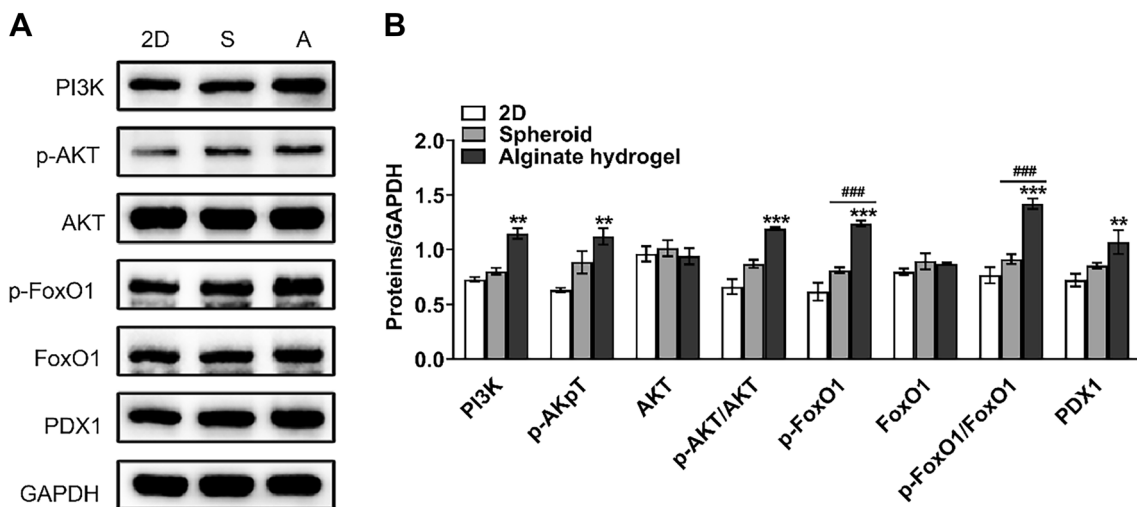 A
2D S A
PI3K
p-AKT
AKT
p-FoxO1
FoxO1
PDX1
GAPDH
B
2D
Spheroid
Alginate hydrogel
Proteins/GAPDH
2.0
1.5
1.0
0.5
0.0
**
**
***
###
***
###
***
**
PI3K
p-AKpT
AKT
p-AKT/AKT
p-FoxO1
FoxO1
p-FoxO1/FoxO1
PDX1